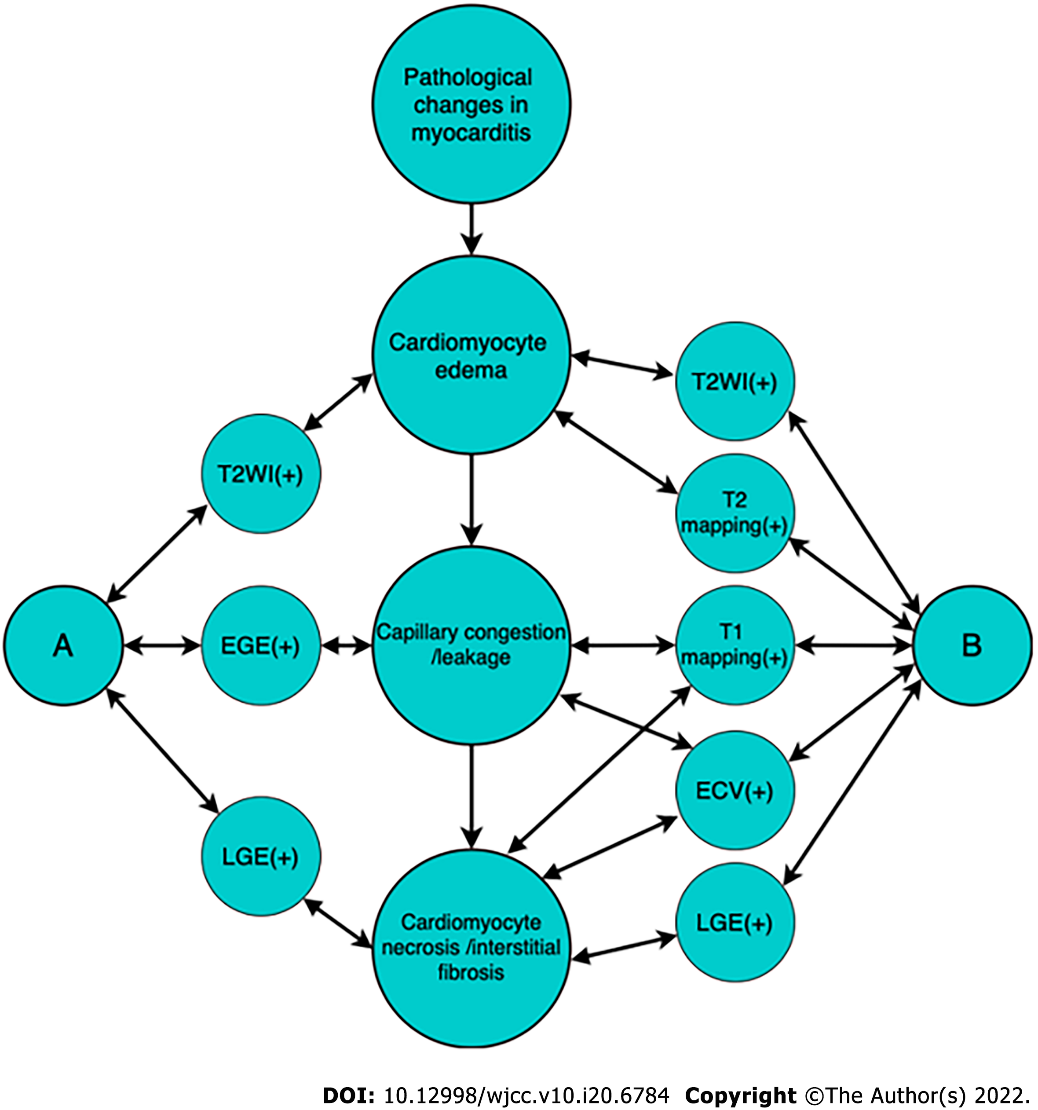 Pathological
changes in
myocarditis
Cardiomyocyte
edema
T2WI(+)
T2WI(+)
T2
mapping(+)
A
EGE(+)
Capillary congestion
/leakage
T1
mapping(+)
B
ECV(+)
LGE(+)
LGE(+)
Cardiomyocyte
necrosis /interstitial
fibrosis
DOI: 10.12998/wjcc.v10.i20.6784 Copyright ©The Author(s) 2022.